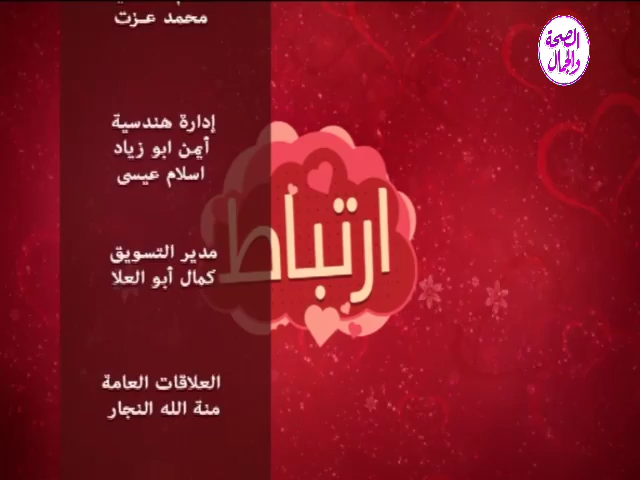 محمد عـزت
الصحة
والجمال
إدارة هندسية
أيمن ابو زياد
اسلام عيسى
ارتباط
مدير التسويق
كمال أبو العلا
العلاقات العامة
منة الله النجار